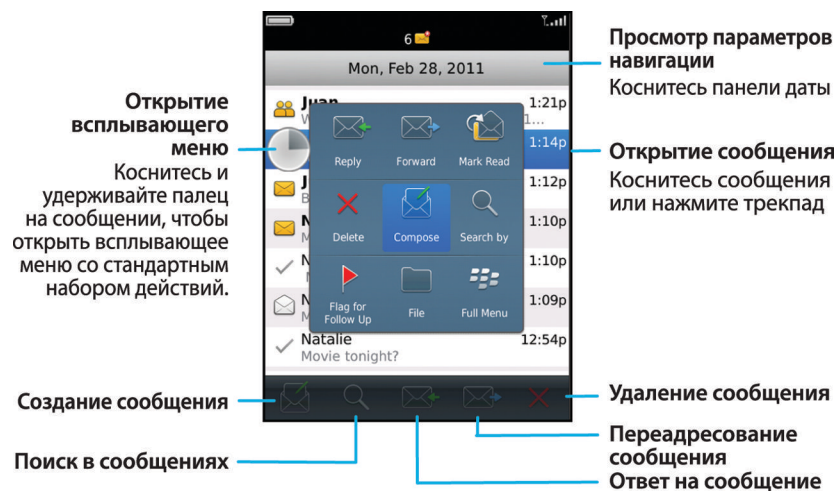 6
Mon, Feb 28, 2011
Juan
1:21p
W
1...
1:14p
J
1:12p
B
N
1:10p
M
N
1:10p
N
N
1:09p
M
Natalie
12:54p
Movie tonight?
Reply
Forward
Mark Read
Delete
Compose
Search by
Flag for
Follow Up
File
Full Menu
Открытие
всплывающего
меню
Коснитесь и
удерживайте палец
на сообщении, чтобы
открыть всплывающее
меню со стандартным
набором действий.
Создание сообщения
Поиск в сообщениях
Просмотр параметров
навигации
Коснитесь панели даты
Открытие сообщения
Коснитесь сообщения
или нажмите трекпад
Удаление сообщения
Переадресование
сообщения
Ответ на сообщение